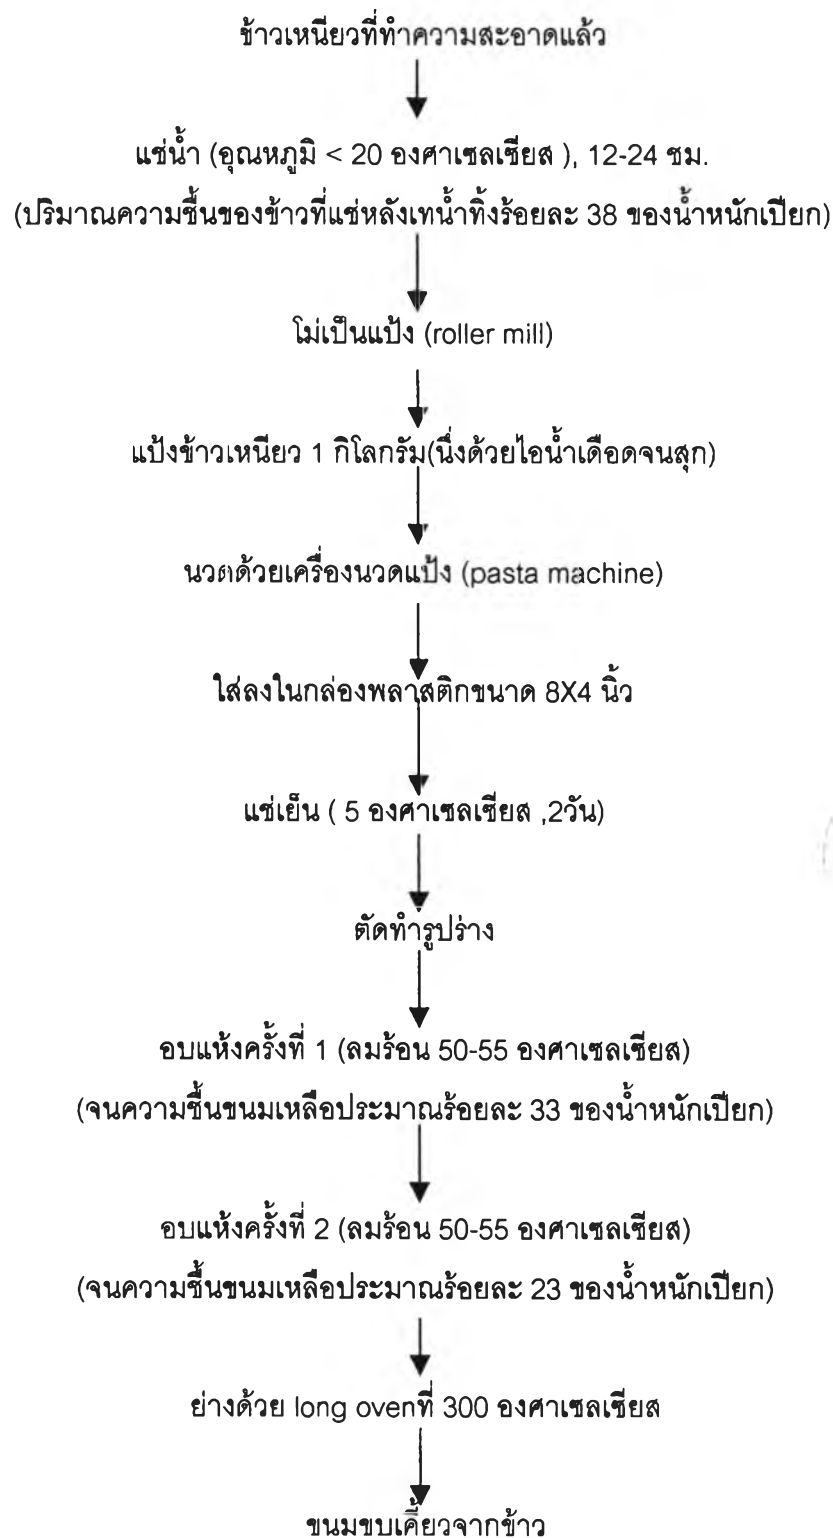 ข้าวเหนียวที่ทำความสะอาดแล้ว
แช่น้ำ (อุณหภูมิ < 20 องศาเซลเซียส ), 12-24 ชม.
(ปริมาณความชื้นของข้าวที่แช่หลังเทน้ำทิ้งร้อยละ 38 ของน้ำหนักเปียก)
โม่เป็นแป้ง (roller mill)
แป้งข้าวเหนียว 1 กิโลกรัม(นึ่งด้วยไอน้ำเดือดจนสุก)
นวดด้วยเครื่องนวดแป้ง (pasta machine)
ใส่ลงในกล่องพลาสติกขนาด 8X4 นิ้ว
แช่เย็น ( 5 องศาเซลเซียส ,2วัน)
ตัดทำรูปร่าง
อบแห้งครั้งที่ 1 (ลมร้อน 50-55 องศาเซลเซียส)
(จนความชื้นขนมเหลือประมาณร้อยละ 33 ของน้ำหนักเปียก)
อบแห้งครั้งที่ 2 (ลมร้อน 50-55 องศาเซลเซียส)
(จนความชื้นขนมเหลือประมาณร้อยละ 23 ของน้ำหนักเปียก)
ย่างด้วย long ovenที่ 300 องศาเซลเซียส
ขนมขบเคี้ยวจากข้าว